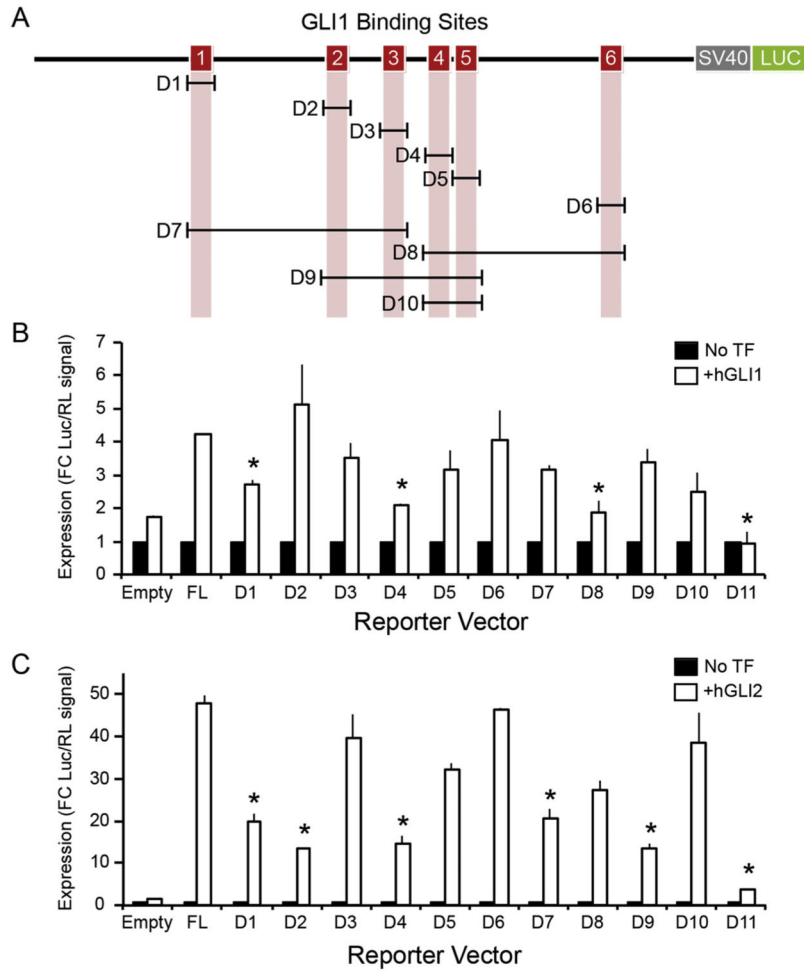 A
GLI1 Binding Sites
1 2 3 4 5 6 SV40 LUC
D1
D2
D3
D4
D5
D6
D7
D8
D9
D10
B
Expression (FC Luc/RL signal)
7
6
5
4
3
2
1
0
No TF
+hGLI1
* * * *
Empty FL D1 D2 D3 D4 D5 D6 D7 D8 D9 D10 D11
Reporter Vector
C
Expression (FC Luc/RL signal)
50
40
30
20
10
0
No TF
+hGLI2
* * * * * *
Empty FL D1 D2 D3 D4 D5 D6 D7 D8 D9 D10 D11
Reporter Vector